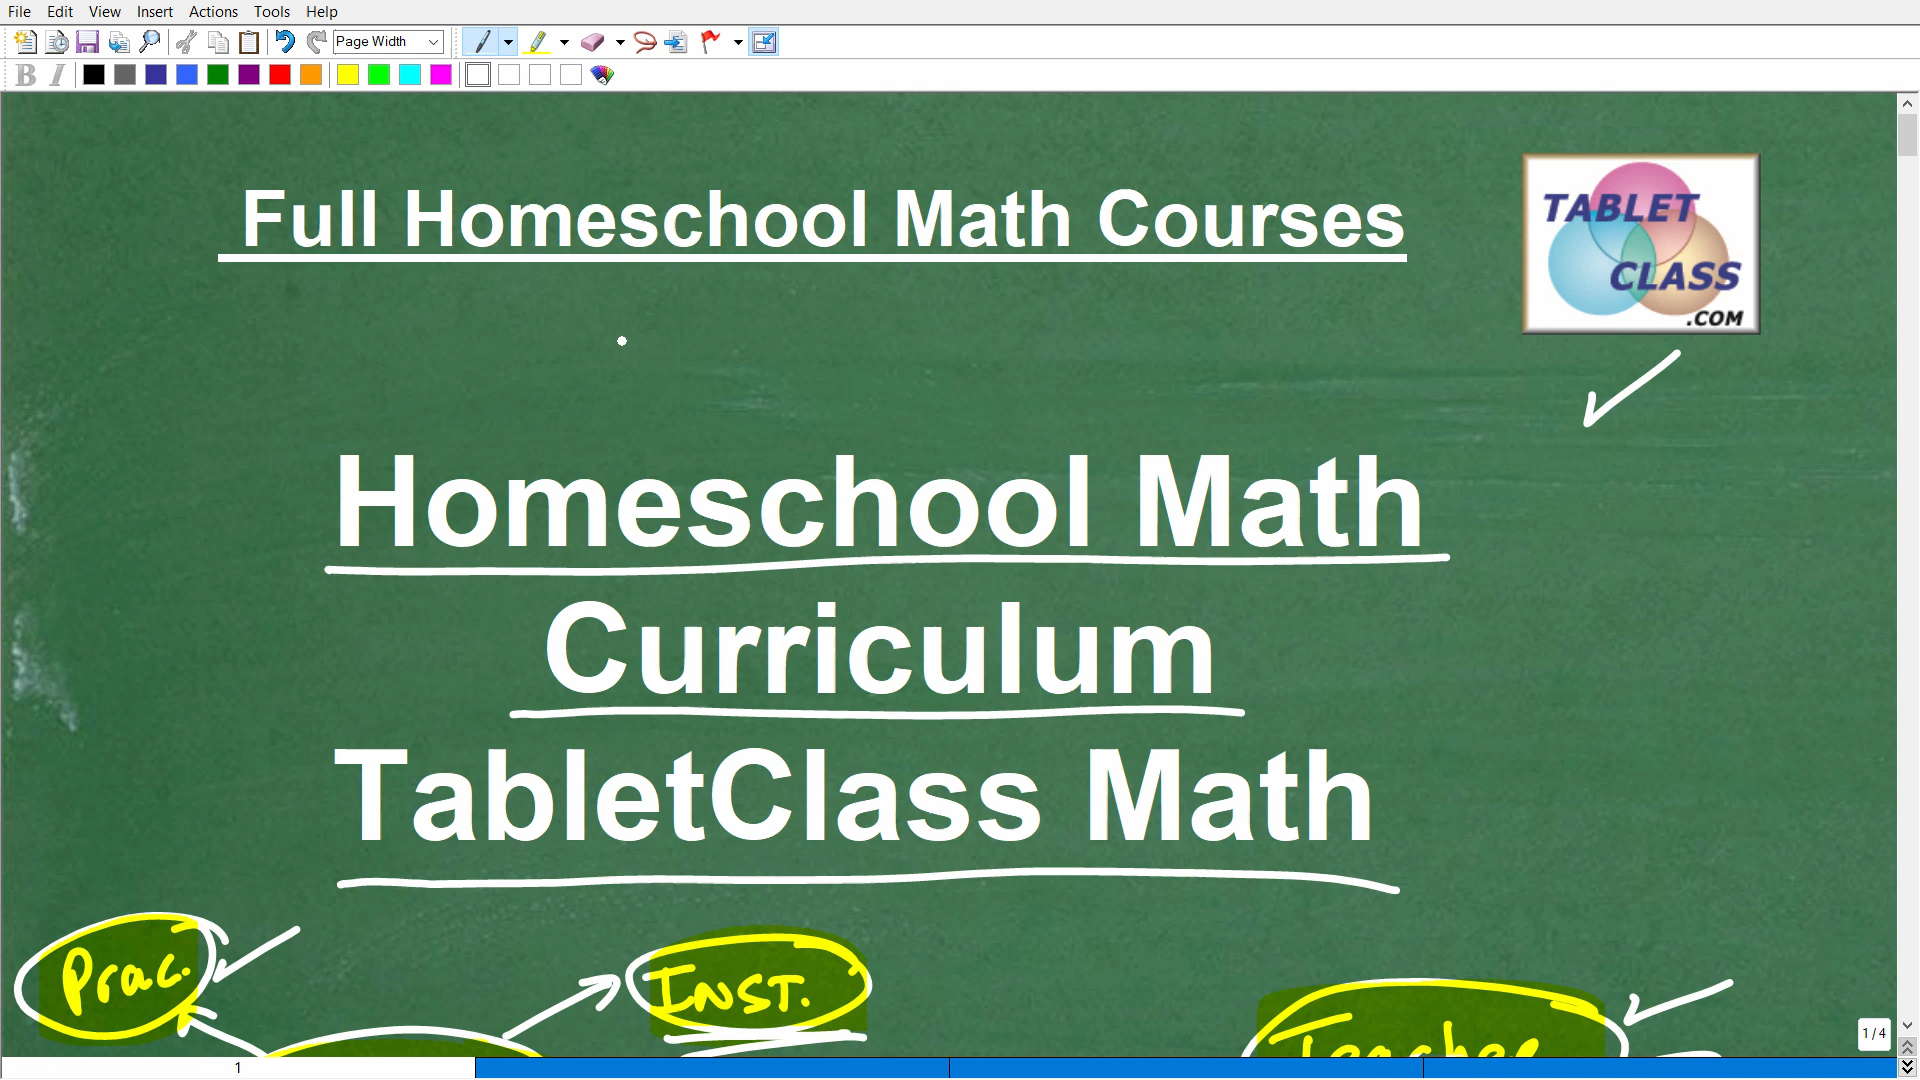 File Edit View Insert Actions Tools Help
Page Width
B I
Full Homeschool Math Courses
TABLET
CLASS
.COM
Homeschool Math
Curriculum
TabletClass Math
Prac.
INST.
Teacher
1 / 4
1